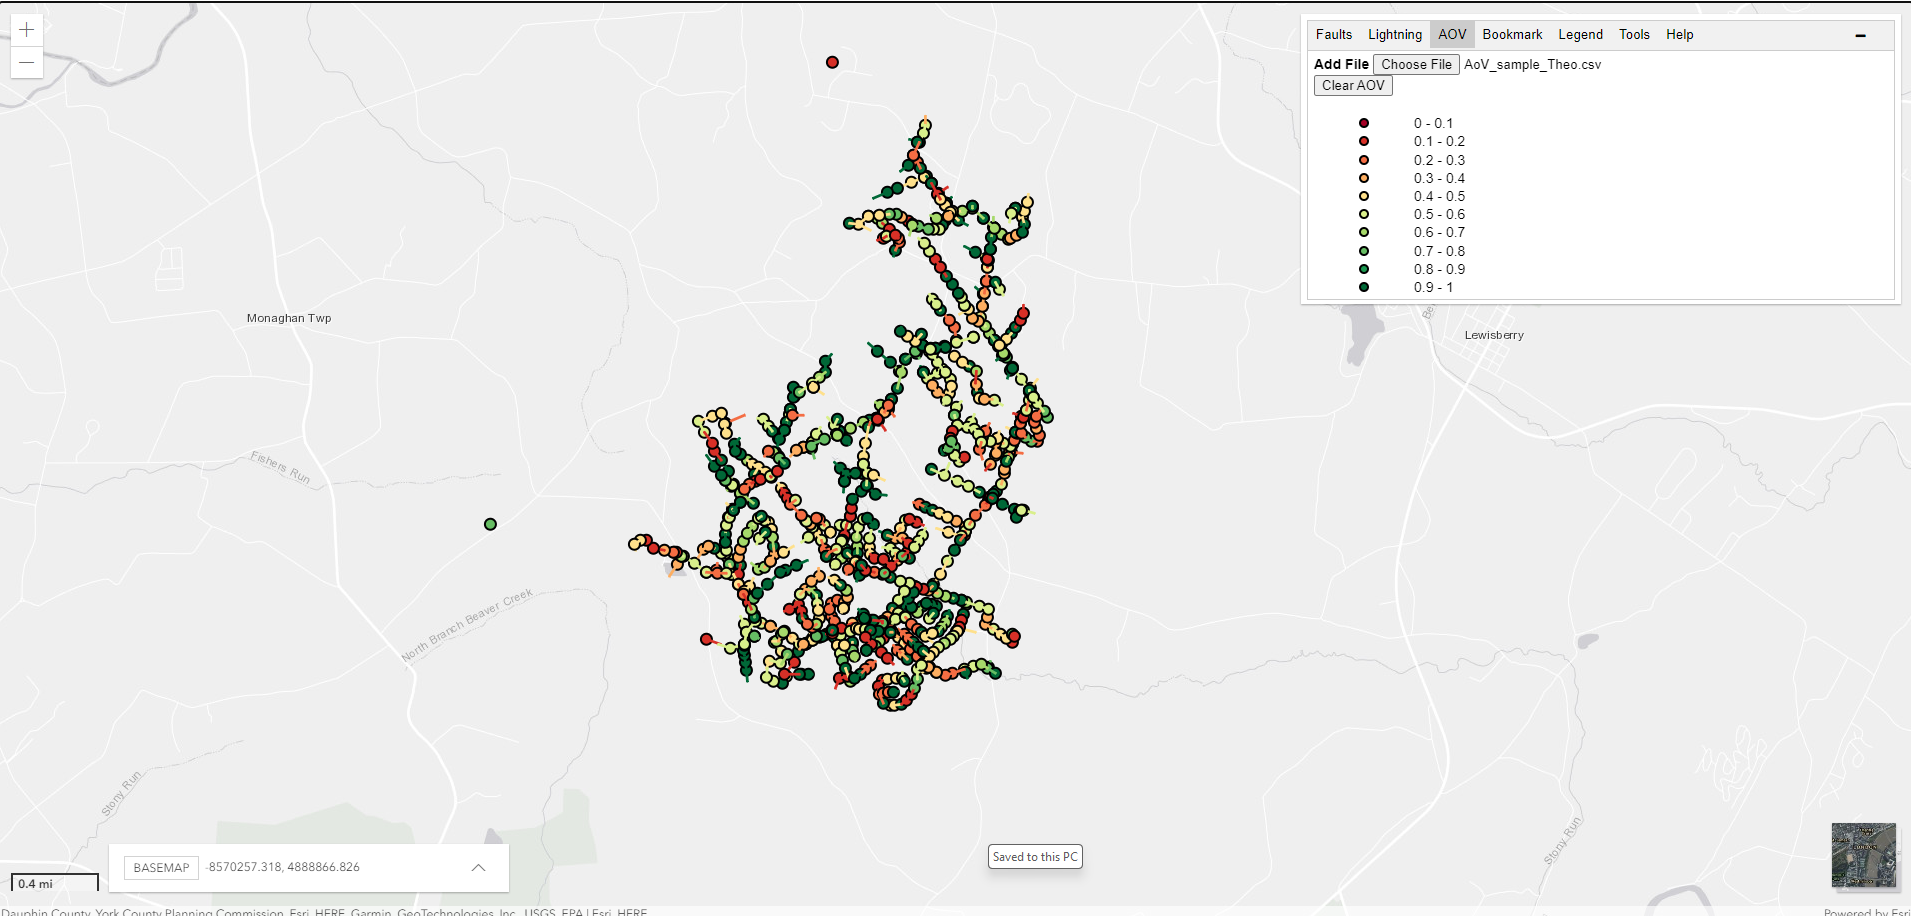 Faults Lightning AOV Bookmark Legend Tools Help
Add File Choose File AoV_sample_Theo.csv
Clear AOV
0 - 0.1
0.1 - 0.2
0.2 - 0.3
0.3 - 0.4
0.4 - 0.5
0.5 - 0.6
0.6 - 0.7
0.7 - 0.8
0.8 - 0.9
0.9 - 1
Monaghan Twp
Lewisberry
Fishers Run
North Branch Beaver Creek
Stony Run
Stony Run
Saved to this PC
BASEMAP -8570257.318, 4888866.826
0.4 mi
Dauphin County, York County Planning Commission, Esri, HERE, Garmin, GeoTechnologies, Inc., USGS, EPA | Esri, HERE
Powered by Esri